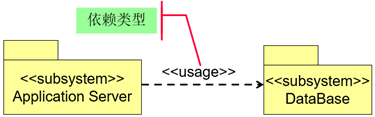 依赖类型
<<usage>>
<<subsystem>>
Application Server
<<subsystem>>
DataBase